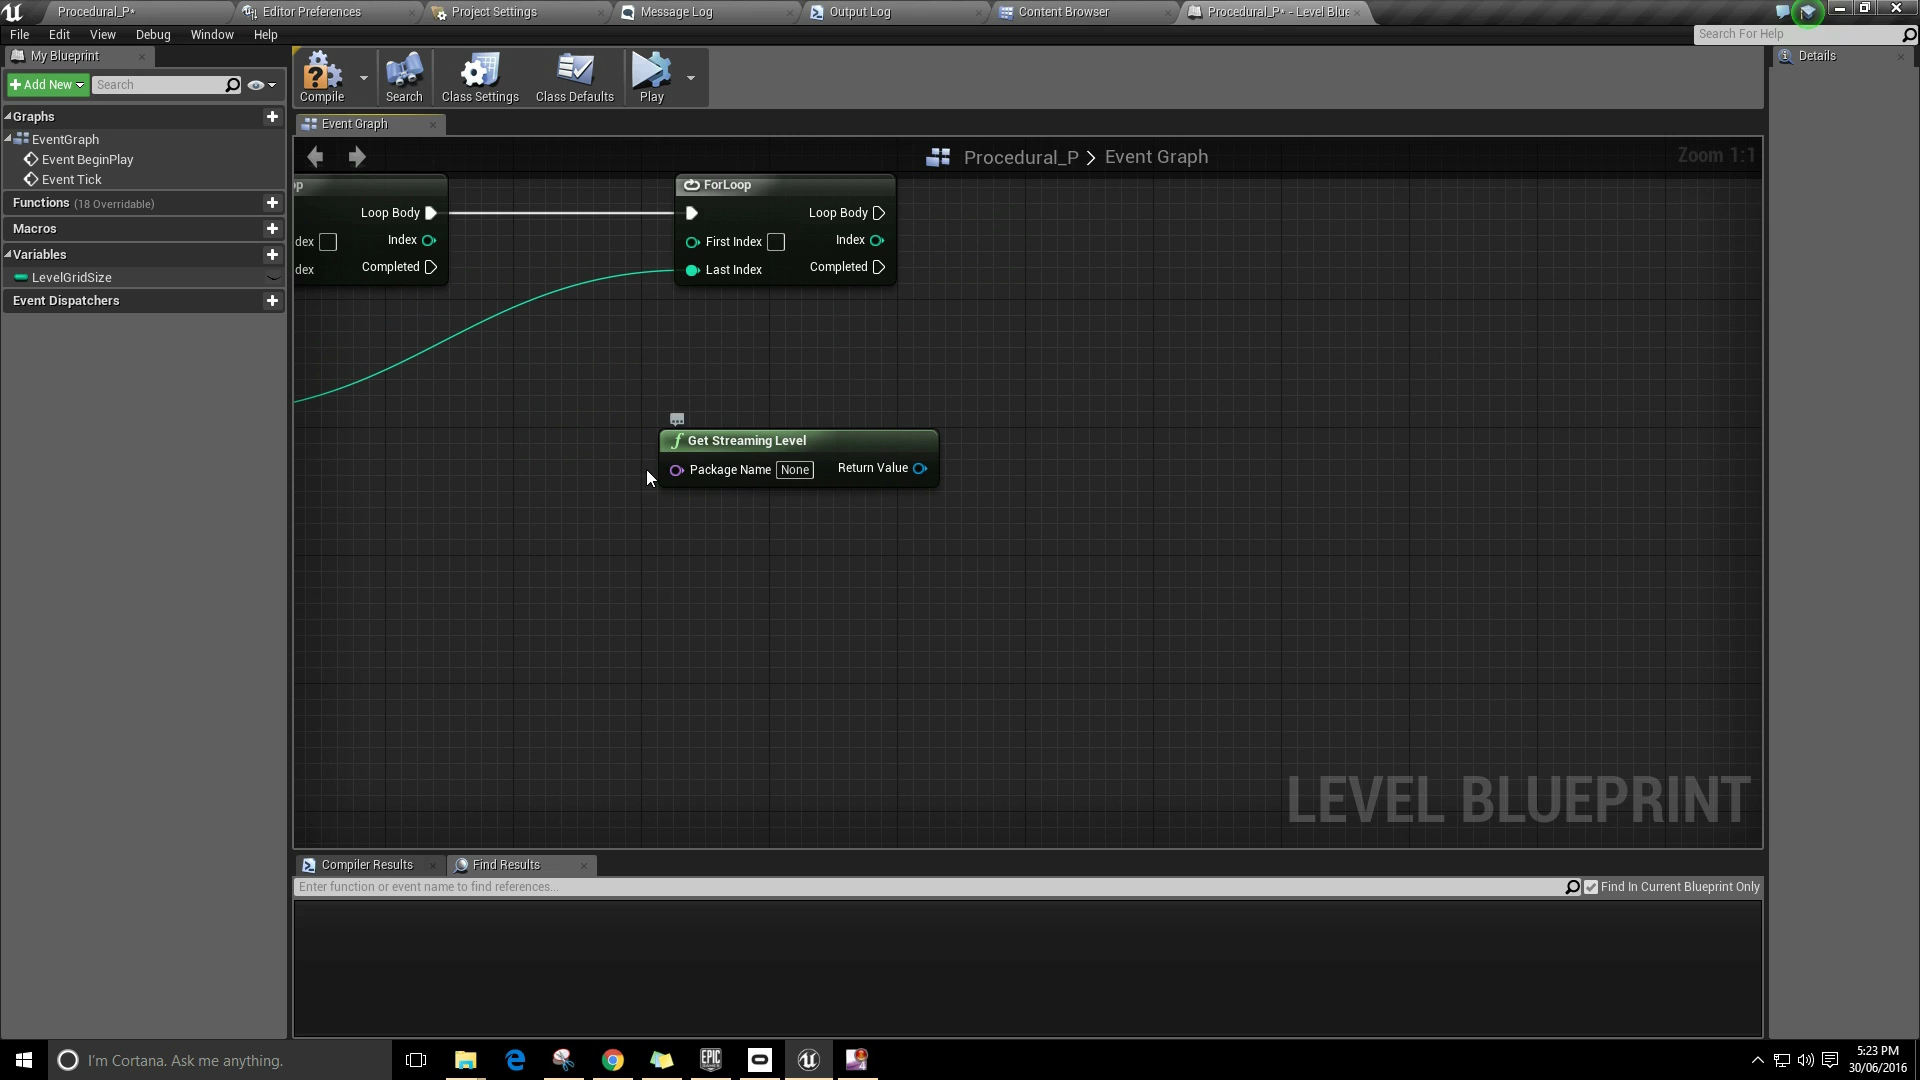 Procedural_P*
Editor Preferences
Project Settings
Message Log
Output Log
Content Browser
Procedural_P* - Level Blue
File
Edit
View
Debug
Window
Help
Search For Help
My Blueprint
Details
Add New
Search
Compile
Search
Class Settings
Class Defaults
Play
Graphs
Event Graph
EventGraph
Event BeginPlay
Procedural_P > Event Graph
Zoom 1:1
Event Tick
Functions (18 Overridable)
Macros
Variables
LevelGridSize
Event Dispatchers
op
Loop Body
dex
Index
dex
Completed
ForLoop
Loop Body
First Index
Index
Last Index
Completed
f Get Streaming Level
Package Name
None
Return Value
LEVEL BLUEPRINT
Compiler Results
Find Results
Enter function or event name to find references...
Find In Current Blueprint Only
I'm Cortana. Ask me anything.
EPIC
5:23 PM
30/06/2016